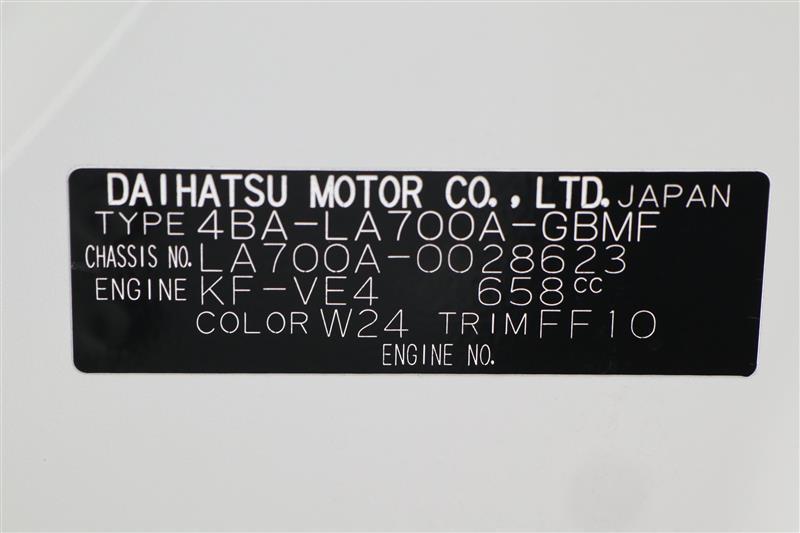 DAIHATSU MOTOR CO., LTD. JAPAN
TYPE 4BA-LA700A-GBMF
CHASSIS NO. LA700A-0028623
ENGINE KF-VE4 658cc
COLOR W24 TRIM FF10
ENGINE NO.